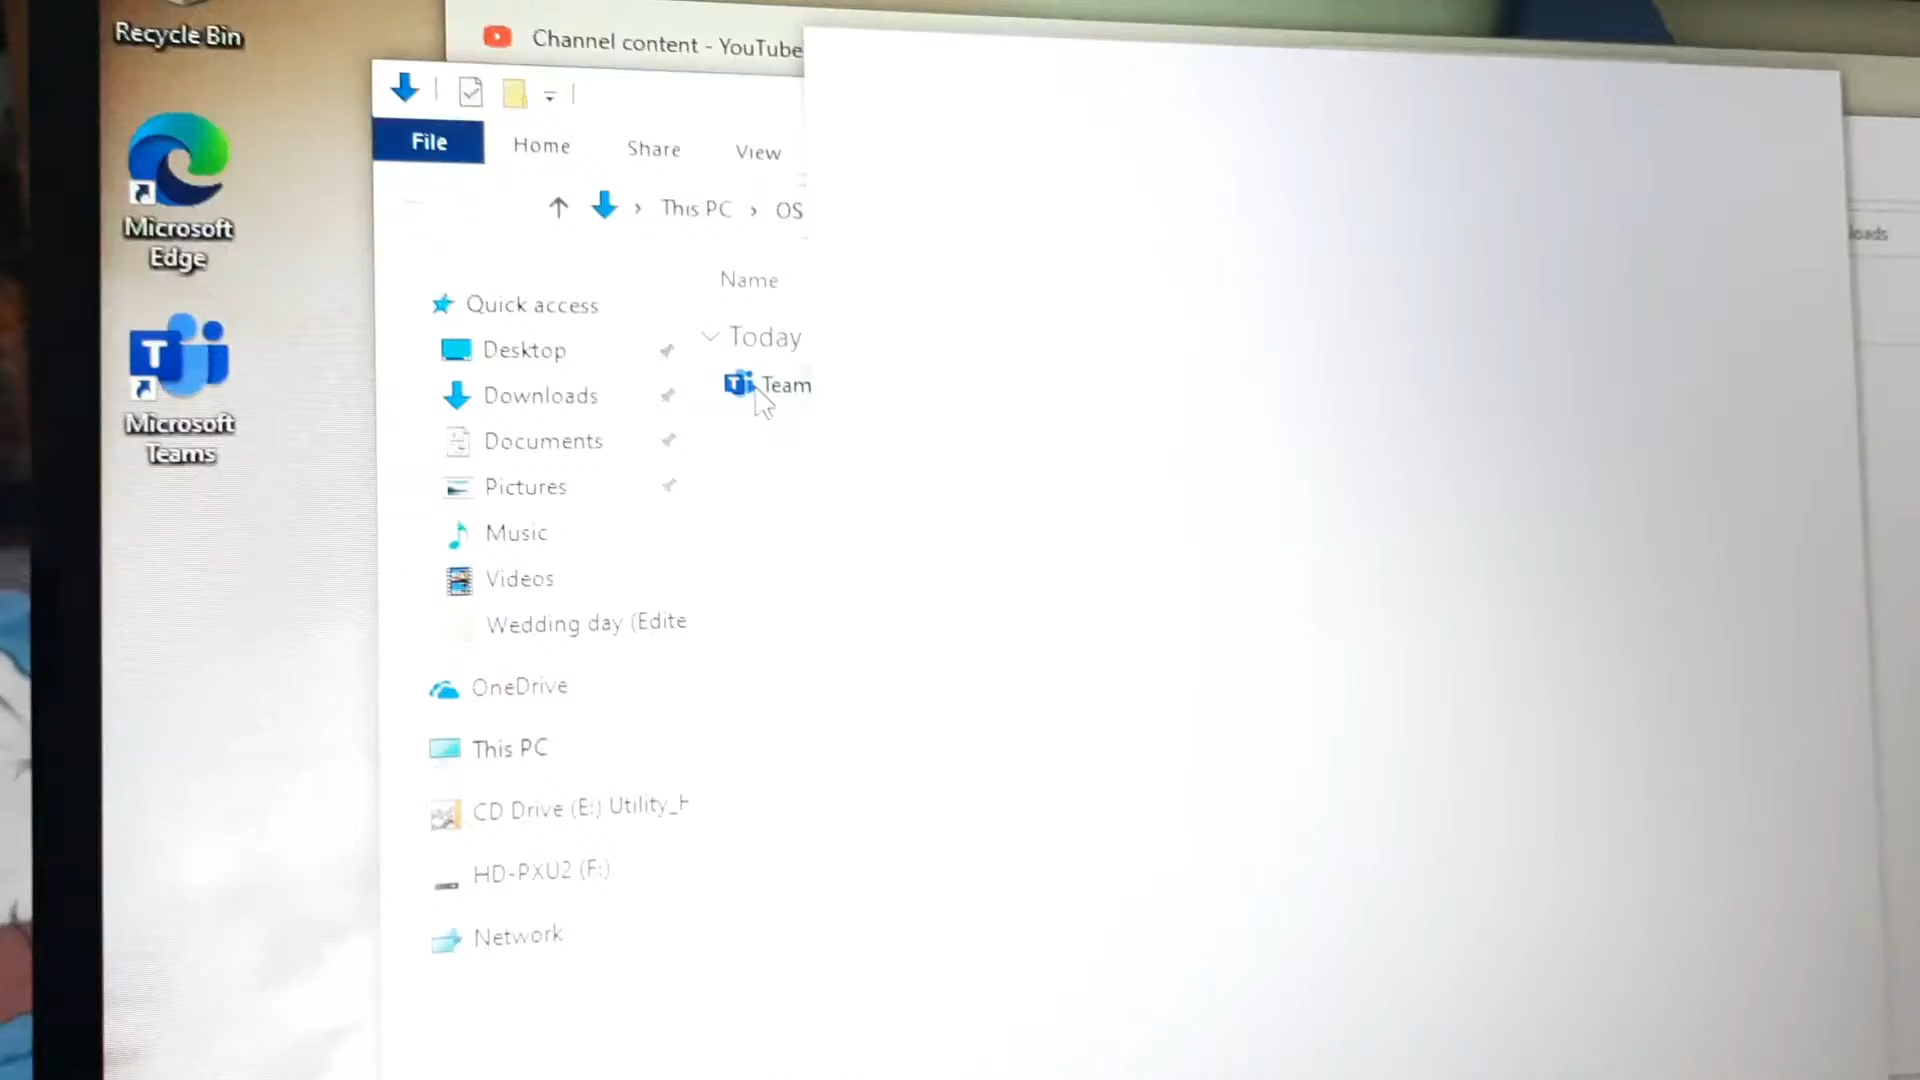 Recycle Bin
Channel content - YouTube
File
Home
Share
View
This PC > OS
Microsoft
Edge
Name
Quick access
Today
Desktop
T Team
Downloads
T
Microsoft
Teams
Documents
Pictures
Music
Videos
Wedding day (Edite
OneDrive
This PC
CD Drive (E:) Utility_H
HD-PXU2 (F:)
Network
loads